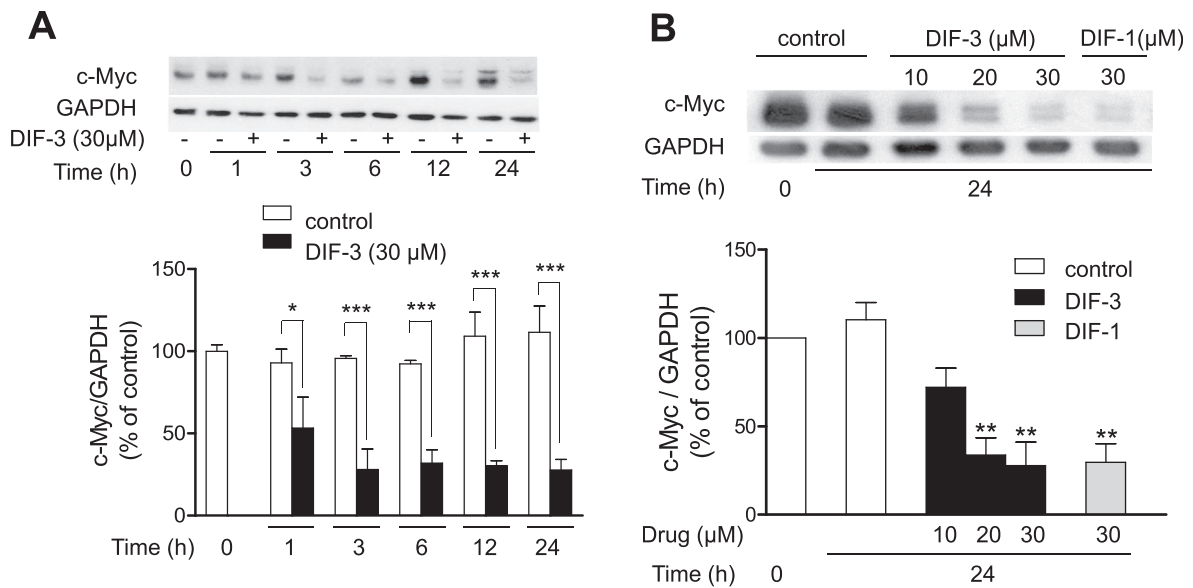 A
c-Myc
GAPDH
DIF-3 (30µM) - - + - + - + - + - +
Time (h) 0 1 3 6 12 24
control
DIF-3 (30 µM)
c-Myc/GAPDH
(% of control)
150
100
50
0
* *** *** *** ***
Time (h) 0 1 3 6 12 24
B
control DIF-3 (µM) DIF-1(µM)
10 20 30 30
c-Myc
GAPDH
Time (h) 0 24
control
DIF-3
DIF-1
c-Myc / GAPDH
(% of control)
150
100
50
0
** ** **
Drug (µM) 10 20 30 30
Time (h) 0 24